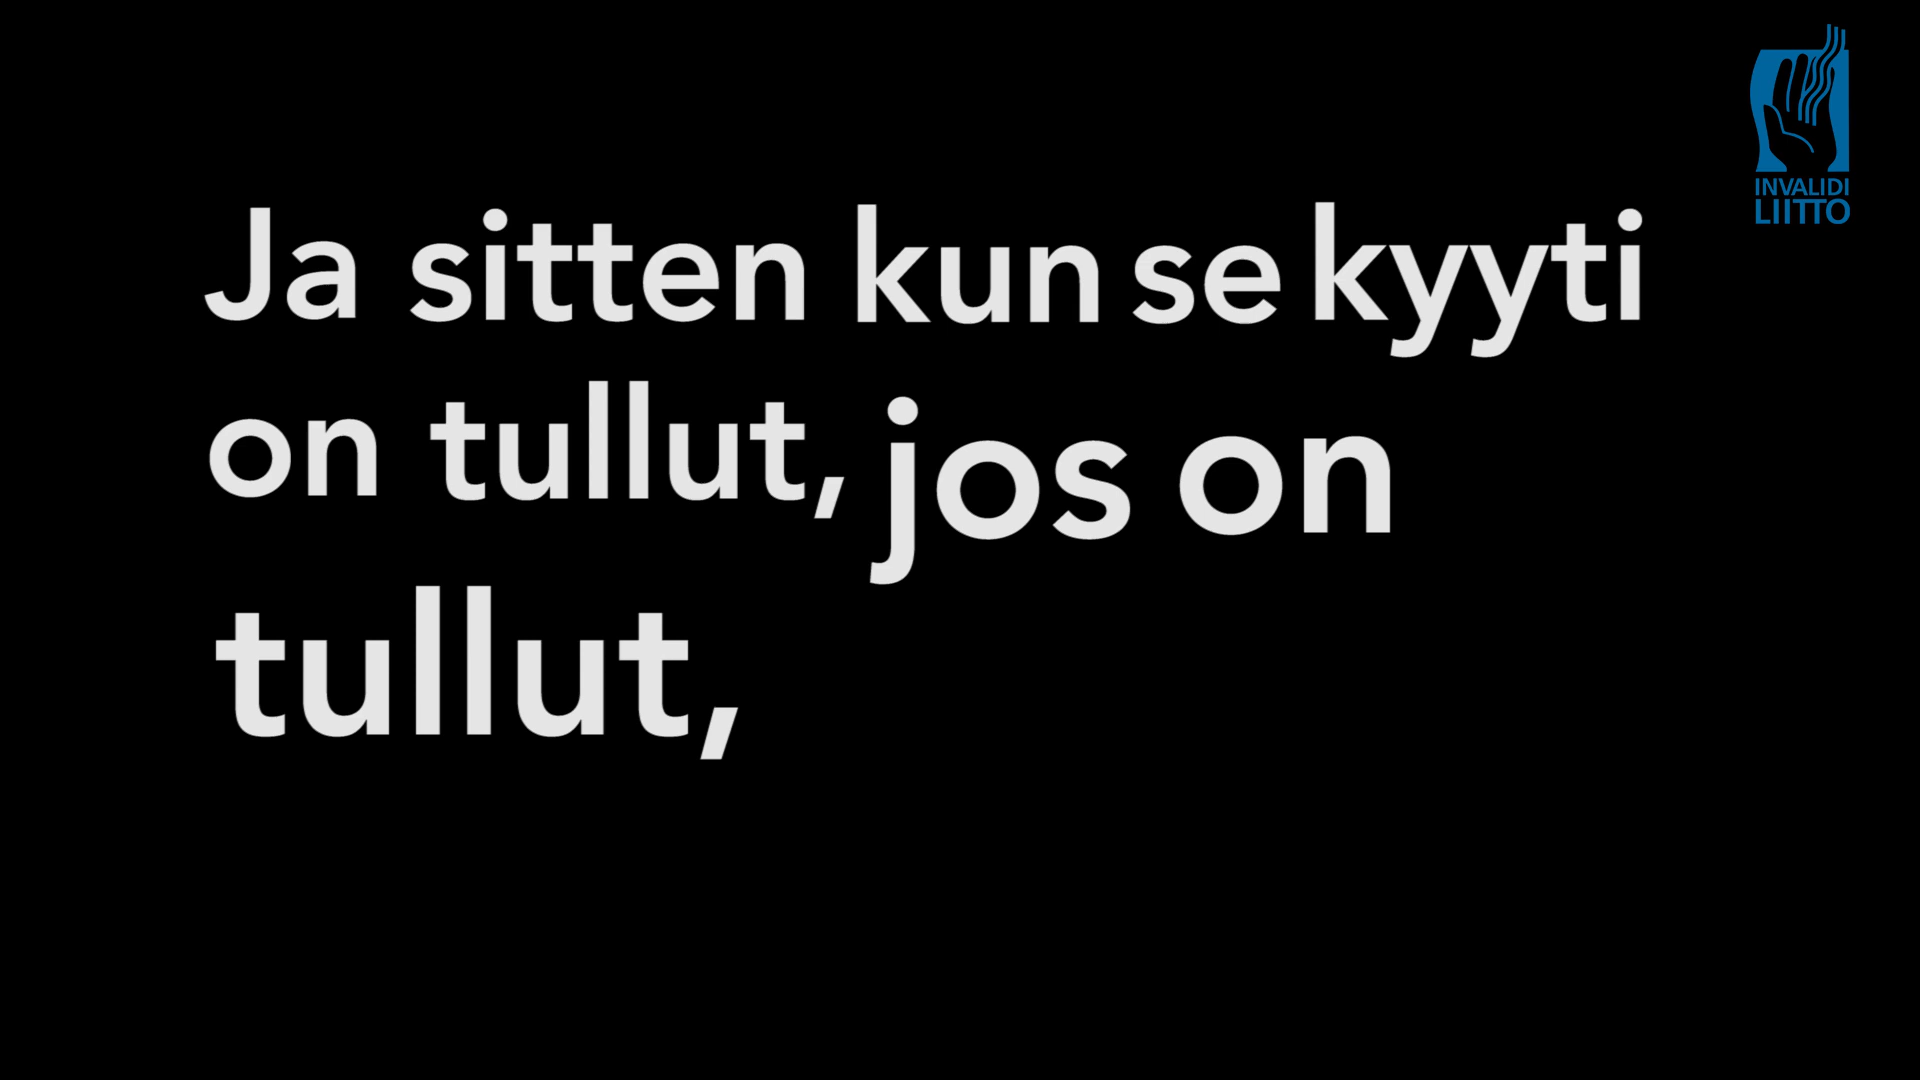 INVALIDI
LIITTO
Ja sitten kun se kyyti
on tullut, jos on
tullut,